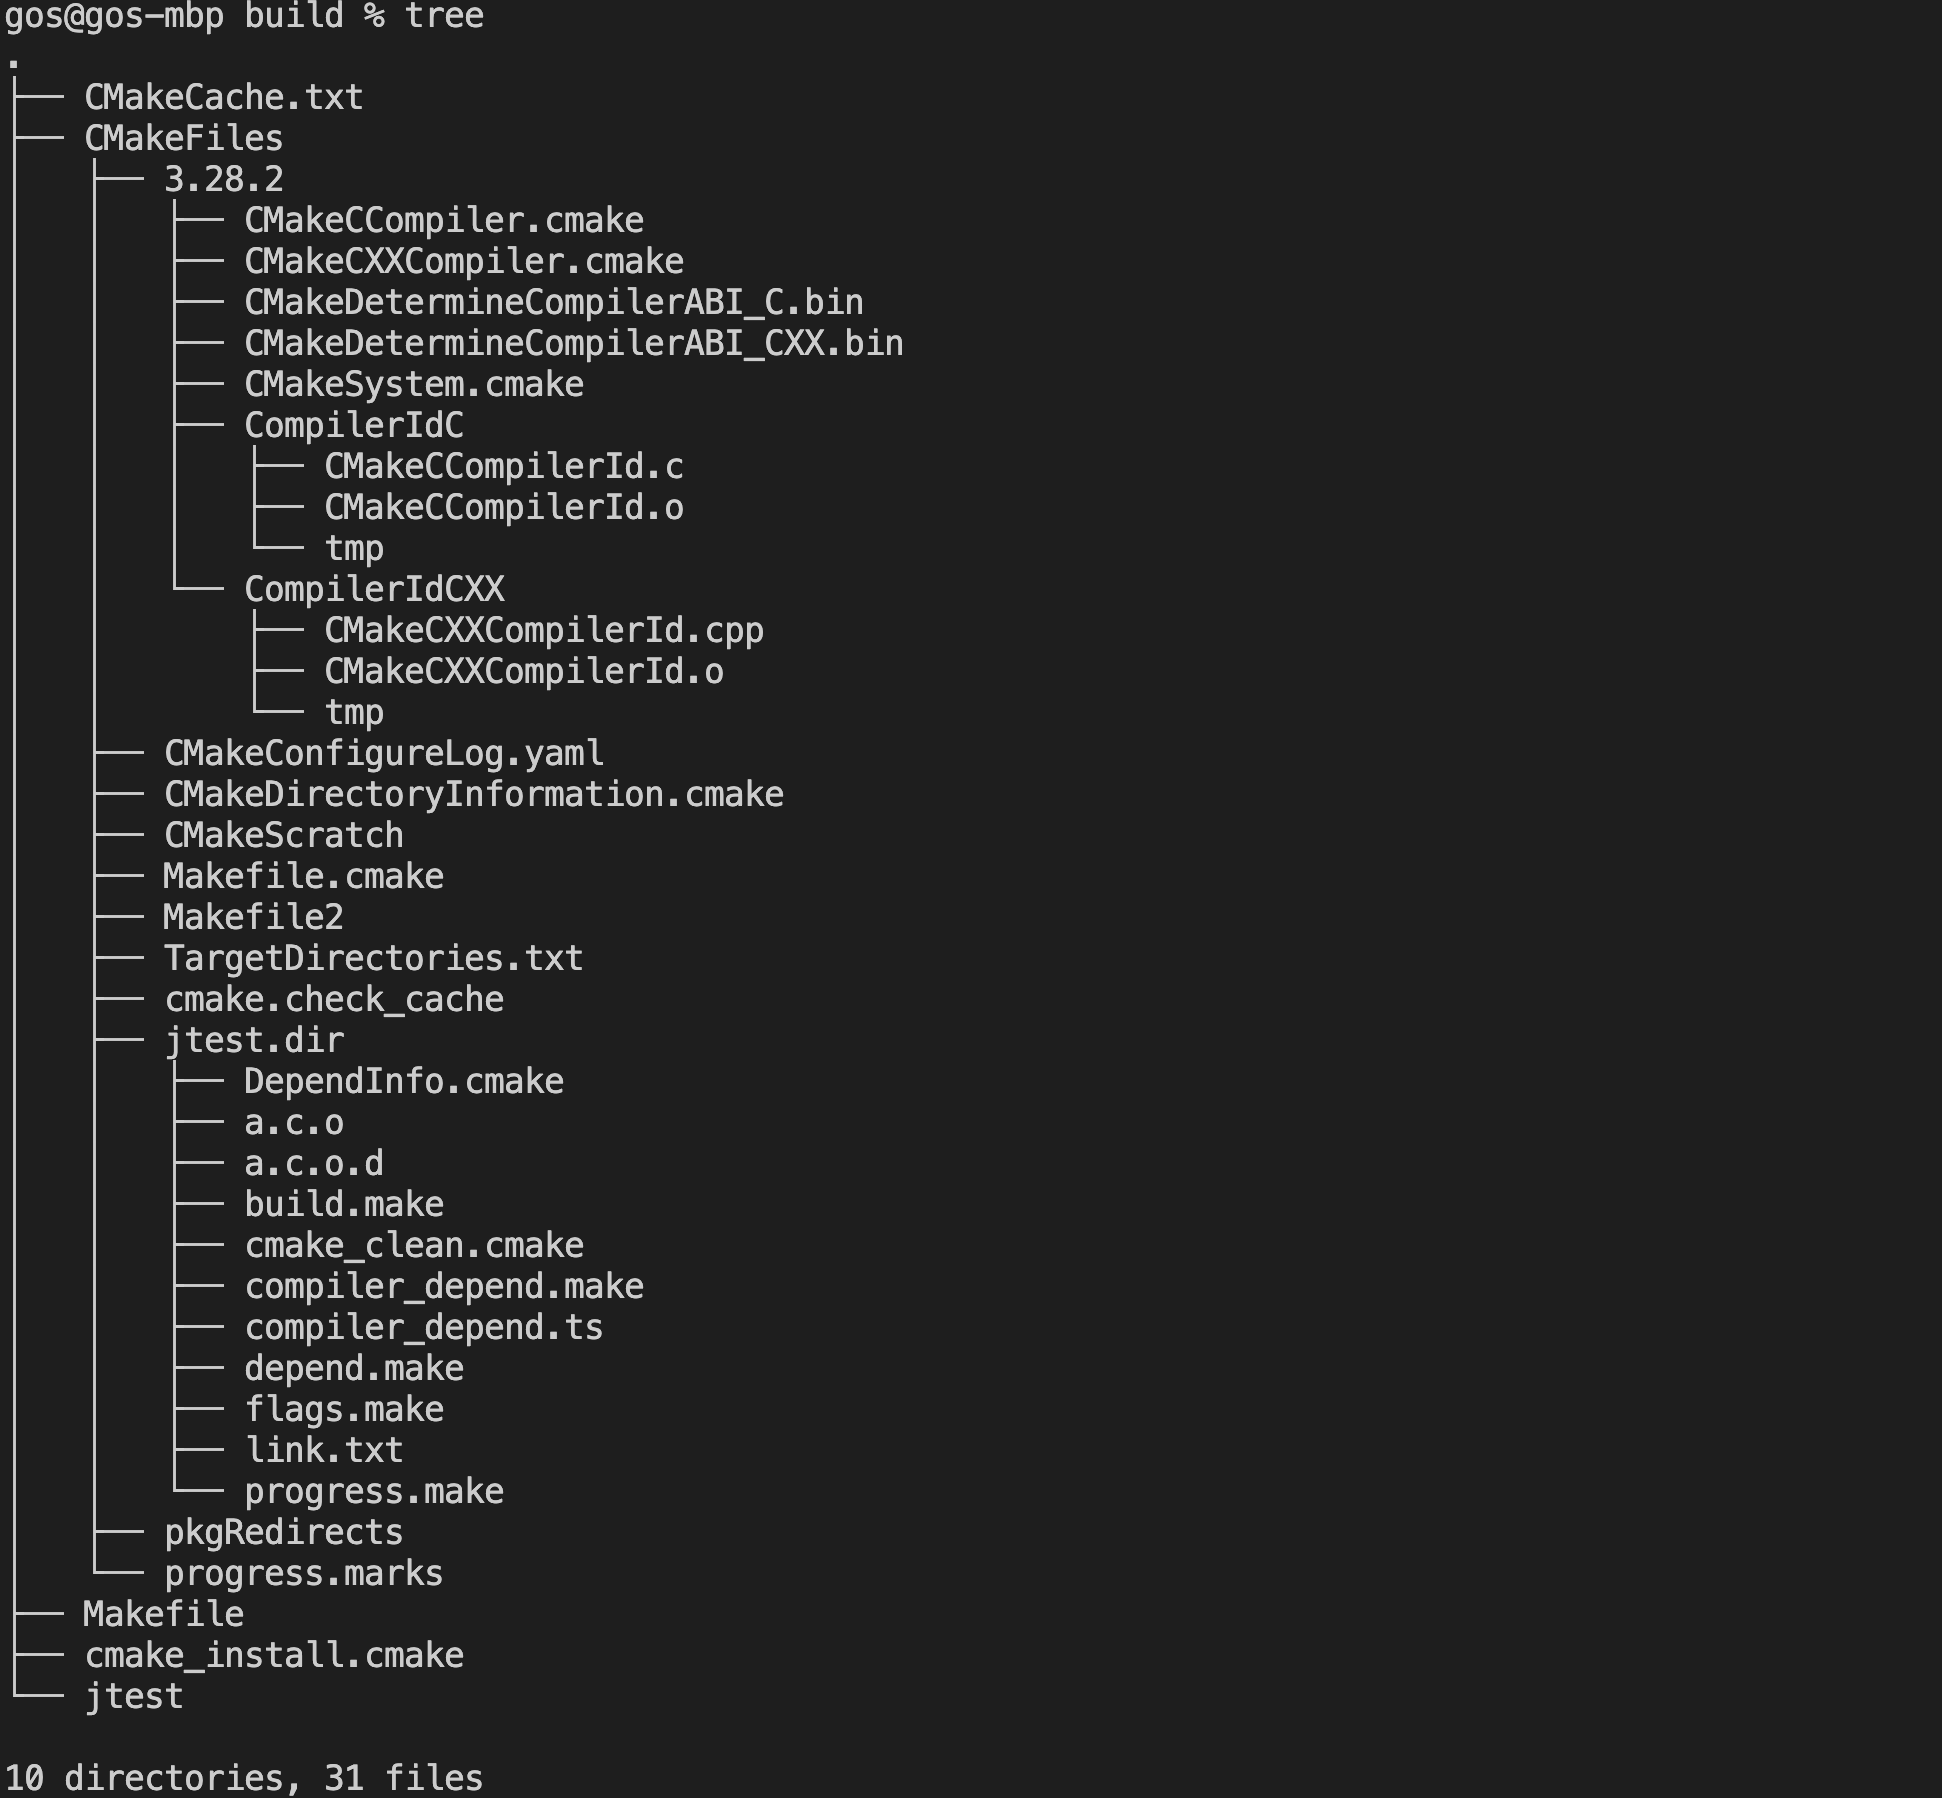 gos@gos-mbp build % tree
.
├── CMakeCache.txt
├── CMakeFiles
│   ├── 3.28.2
│   │   ├── CMakeCCompiler.cmake
│   │   ├── CMakeCXXCompiler.cmake
│   │   ├── CMakeDetermineCompilerABI_C.bin
│   │   ├── CMakeDetermineCompilerABI_CXX.bin
│   │   ├── CMakeSystem.cmake
│   │   ├── CompilerIdC
│   │   │   ├── CMakeCCompilerId.c
│   │   │   ├── CMakeCCompilerId.o
│   │   │   └── tmp
│   │   └── CompilerIdCXX
│   │       ├── CMakeCXXCompilerId.cpp
│   │       ├── CMakeCXXCompilerId.o
│   │       └── tmp
│   ├── CMakeConfigureLog.yaml
│   ├── CMakeDirectoryInformation.cmake
│   ├── CMakeScratch
│   ├── Makefile.cmake
│   ├── Makefile2
│   ├── TargetDirectories.txt
│   ├── cmake.check_cache
│   ├── jtest.dir
│   │   ├── DependInfo.cmake
│   │   ├── a.c.o
│   │   ├── a.c.o.d
│   │   ├── build.make
│   │   ├── cmake_clean.cmake
│   │   ├── compiler_depend.make
│   │   ├── compiler_depend.ts
│   │   ├── depend.make
│   │   ├── flags.make
│   │   ├── link.txt
│   │   └── progress.make
│   ├── pkgRedirects
│   └── progress.marks
├── Makefile
├── cmake_install.cmake
└── jtest

10 directories, 31 files